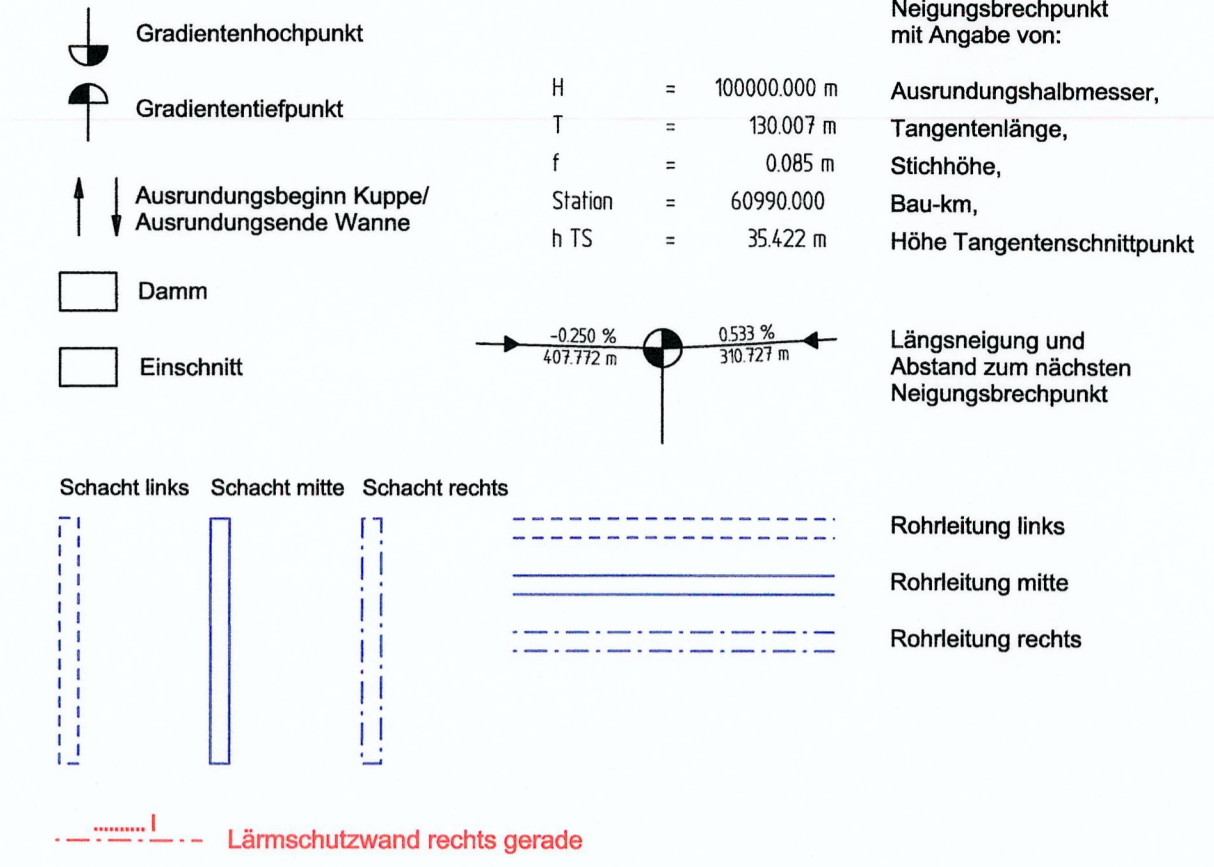 Gradientenhochpunkt
Gradiententiefpunkt
Ausrundungsbeginn Kuppe/
Ausrundungsende Wanne
Damm
Einschnitt
Neigungsbrechpunkt
mit Angabe von:
H = 100000.000 m Ausrundungshalbmesser,
T = 130.007 m Tangentenlänge,
f = 0.085 m Stichhöhe,
Station = 60990.000 Bau-km,
h TS = 35.422 m Höhe Tangentenschnittpunkt
-0.250 % 0.533 %
407.772 m 310.727 m
Längsneigung und
Abstand zum nächsten
Neigungsbrechpunkt
Schacht links Schacht mitte Schacht rechts
Rohrleitung links
Rohrleitung mitte
Rohrleitung rechts
Lärmschutzwand rechts gerade